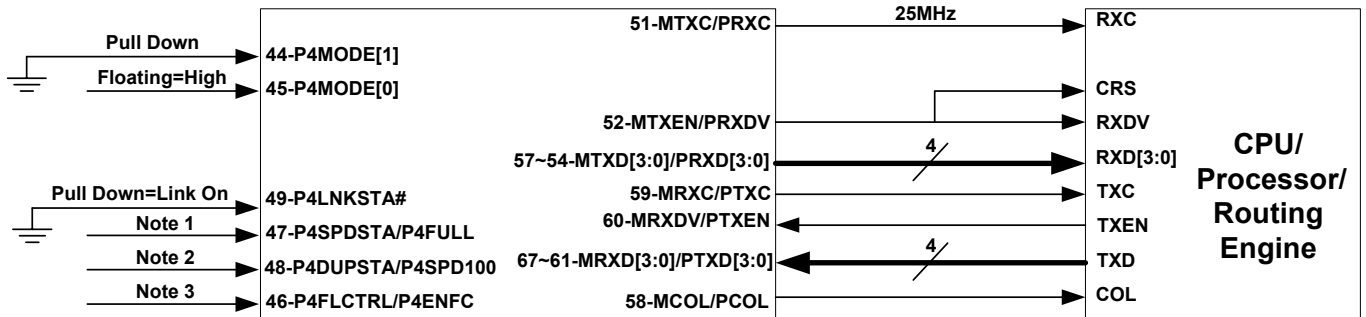 Pull Down
44-P4MODE[1]
Floating=High
45-P4MODE[0]
Pull Down=Link On
49-P4LNKSTA#
Note 1
47-P4SPDSTA/P4FULL
Note 2
48-P4DUPSTA/P4SPD100
Note 3
46-P4FLCTRL/P4ENFC
51-MTXC/PRXC
25MHz
RXC
CRS
52-MTXEN/PRXDV
RXDV
57~54-MTXD[3:0]/PRXD[3:0]
4
RXD[3:0]
59-MRXC/PTXC
TXC
60-MRXDV/PTXEN
TXEN
67~61-MRXD[3:0]/PTXD[3:0]
4
TXD
58-MCOL/PCOL
COL
CPU/
Processor/
Routing
Engine